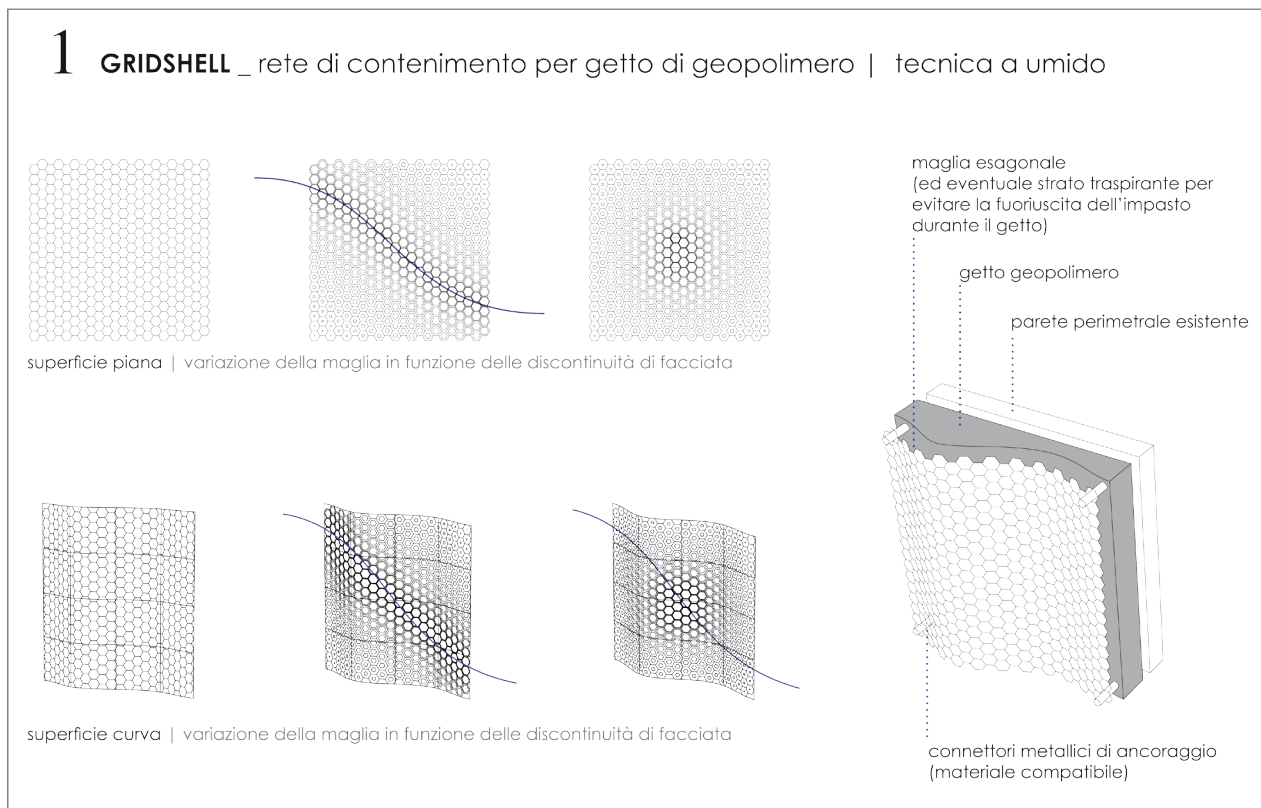 1 GRIDSHELL _ rete di contenimento per getto di geopolimero | tecnica a umido
superficie piana | variazione della maglia in funzione delle discontinuità di facciata
superficie curva | variazione della maglia in funzione delle discontinuità di facciata
maglia esagonale
(ed eventuale strato traspirante per
evitare la fuoriuscita dell'impasto
durante il getto)
getto geopolimero
parete perimetrale esistente
connettori metallici di ancoraggio
(materiale compatibile)